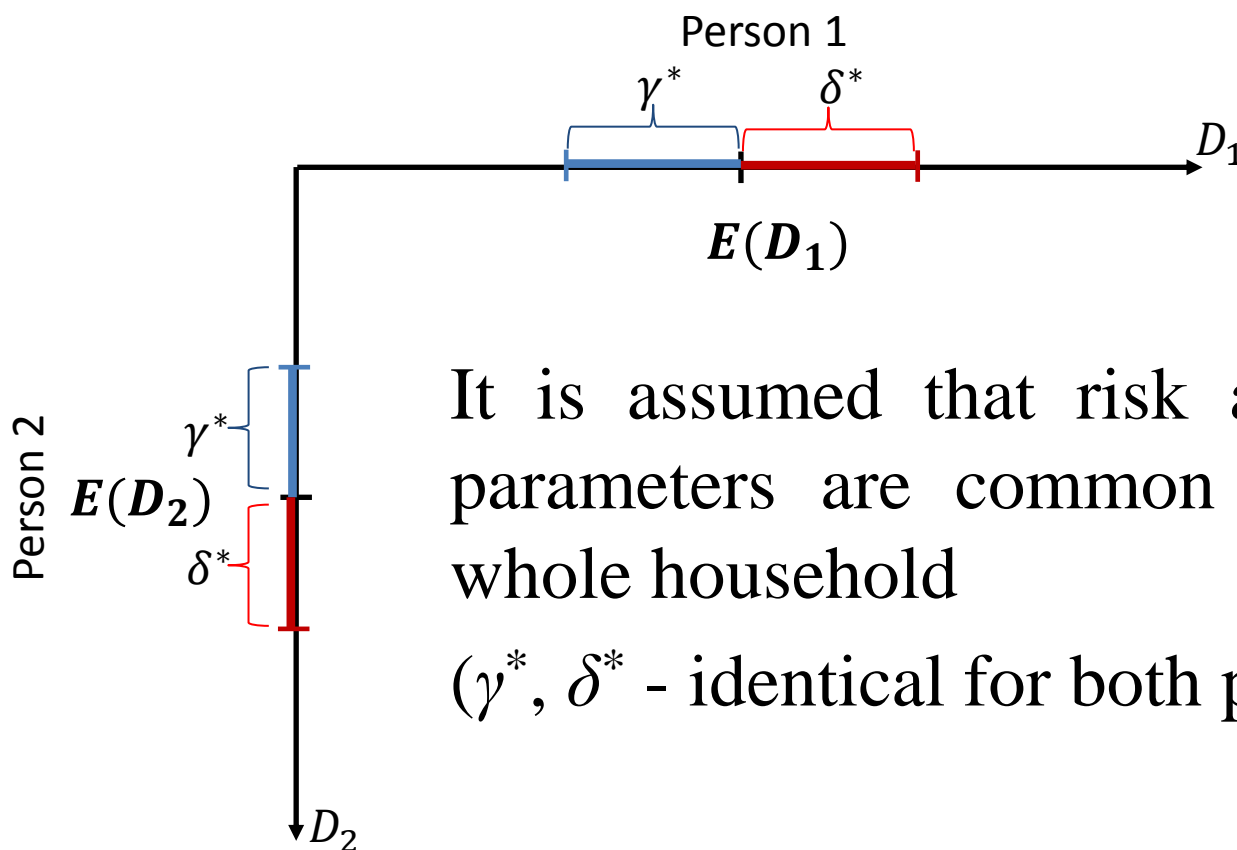 Person 1
γ* δ*
D₁
E(D₁)
Person 2
γ*
E(D₂)
δ*
It is assumed that risk a
parameters are common
whole household
(γ*, δ* - identical for both p
D₂